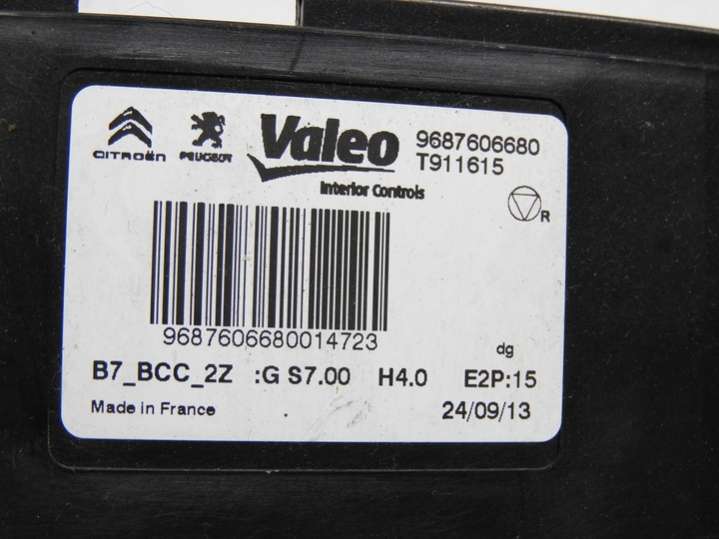 CITROËN PEUGEOT Valeo 9687606680
T911615
Interior Controls
R
9687606680014723
dg
B7_BCC_2Z :G S7.00 H4.0 E2P:15
Made in France 24/09/13